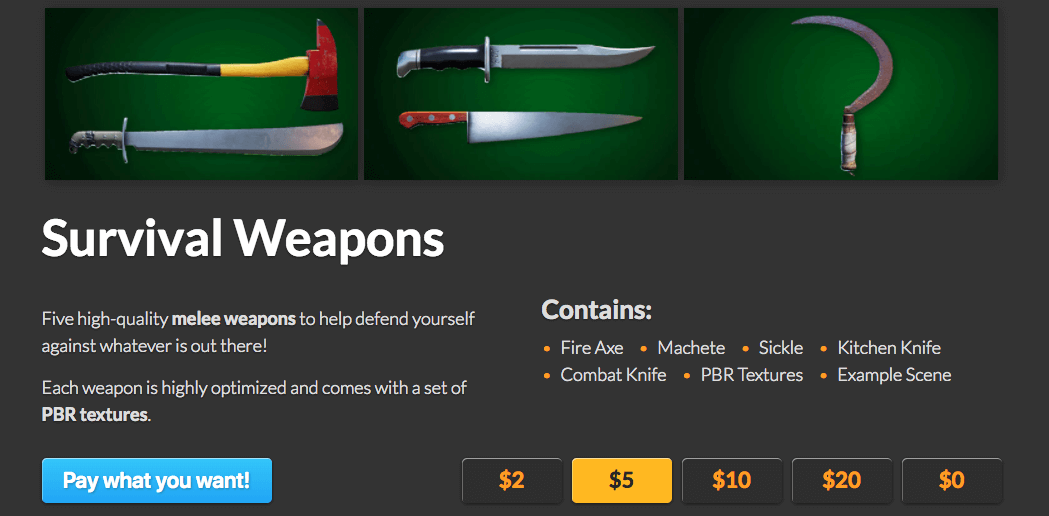 Survival Weapons
Five high-quality melee weapons to help defend yourself
against whatever is out there!
Each weapon is highly optimized and comes with a set of
PBR textures.
Contains:
• Fire Axe • Machete • Sickle • Kitchen Knife
• Combat Knife • PBR Textures • Example Scene
Pay what you want!
$2 $5 $10 $20 $0